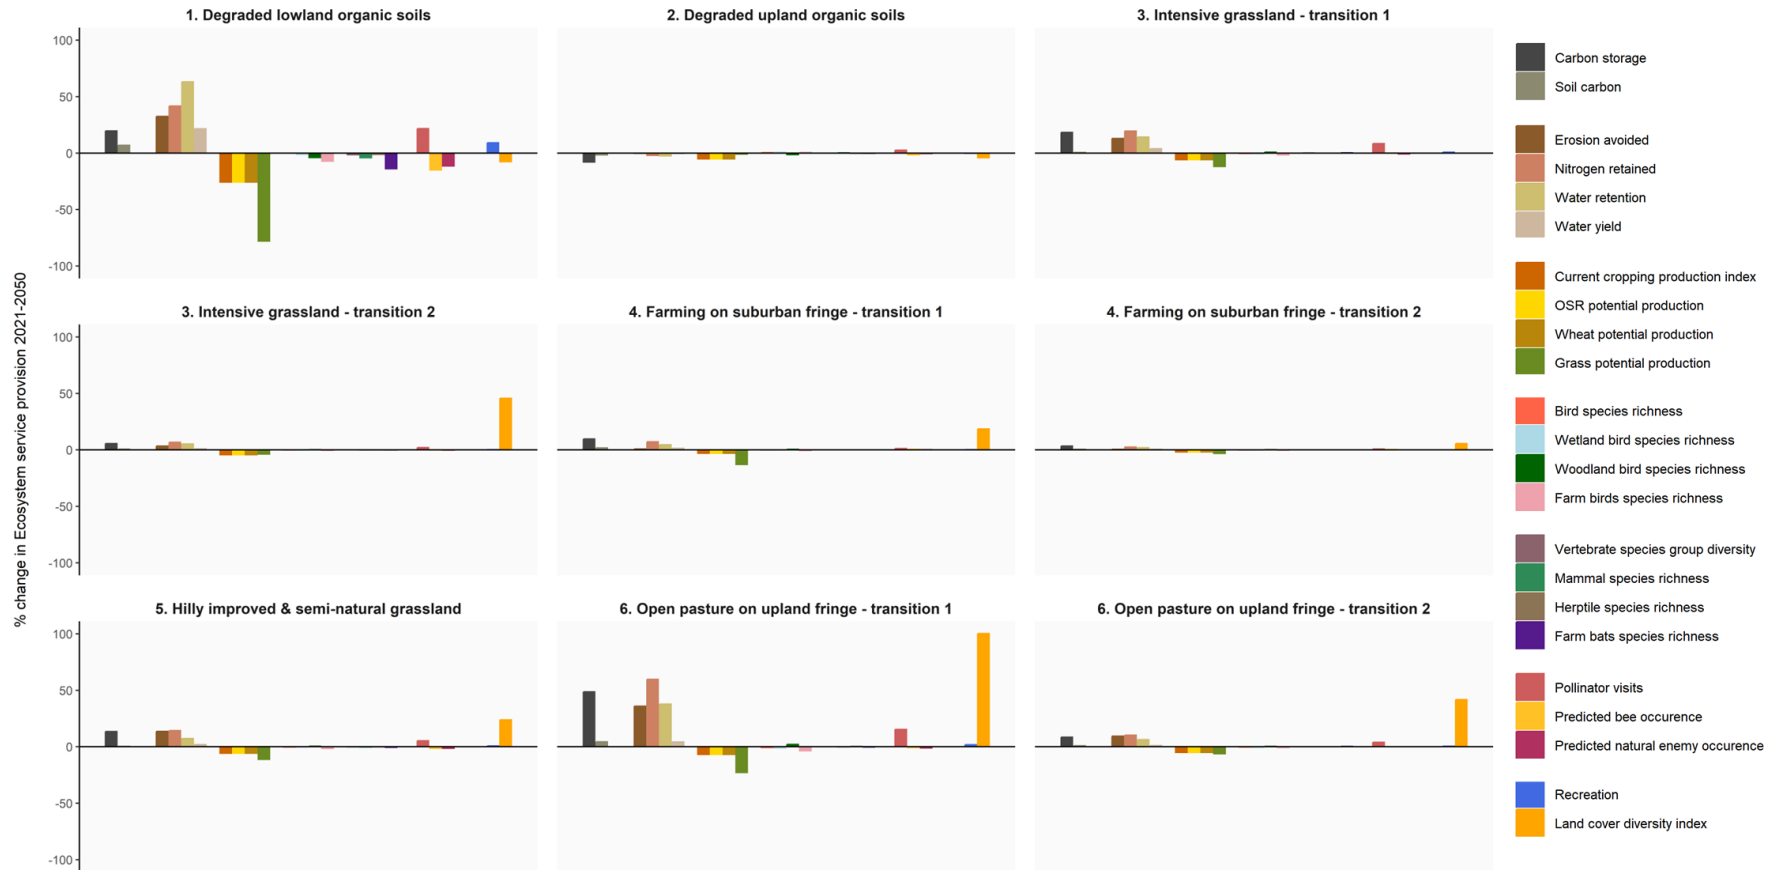 1. Degraded lowland organic soils
2. Degraded upland organic soils
3. Intensive grassland - transition 1
100
50
0
-50
-100
3. Intensive grassland - transition 2
4. Farming on suburban fringe - transition 1
4. Farming on suburban fringe - transition 2
100
50
0
-50
-100
5. Hilly improved & semi-natural grassland
6. Open pasture on upland fringe - transition 1
6. Open pasture on upland fringe - transition 2
100
50
0
-50
-100
% change in Ecosystem service provision 2021-2050
Carbon storage
Soil carbon
Erosion avoided
Nitrogen retained
Water retention
Water yield
Current cropping production index
OSR potential production
Wheat potential production
Grass potential production
Bird species richness
Wetland bird species richness
Woodland bird species richness
Farm birds species richness
Vertebrate species group diversity
Mammal species richness
Herptile species richness
Farm bats species richness
Pollinator visits
Predicted bee occurence
Predicted natural enemy occurence
Recreation
Land cover diversity index